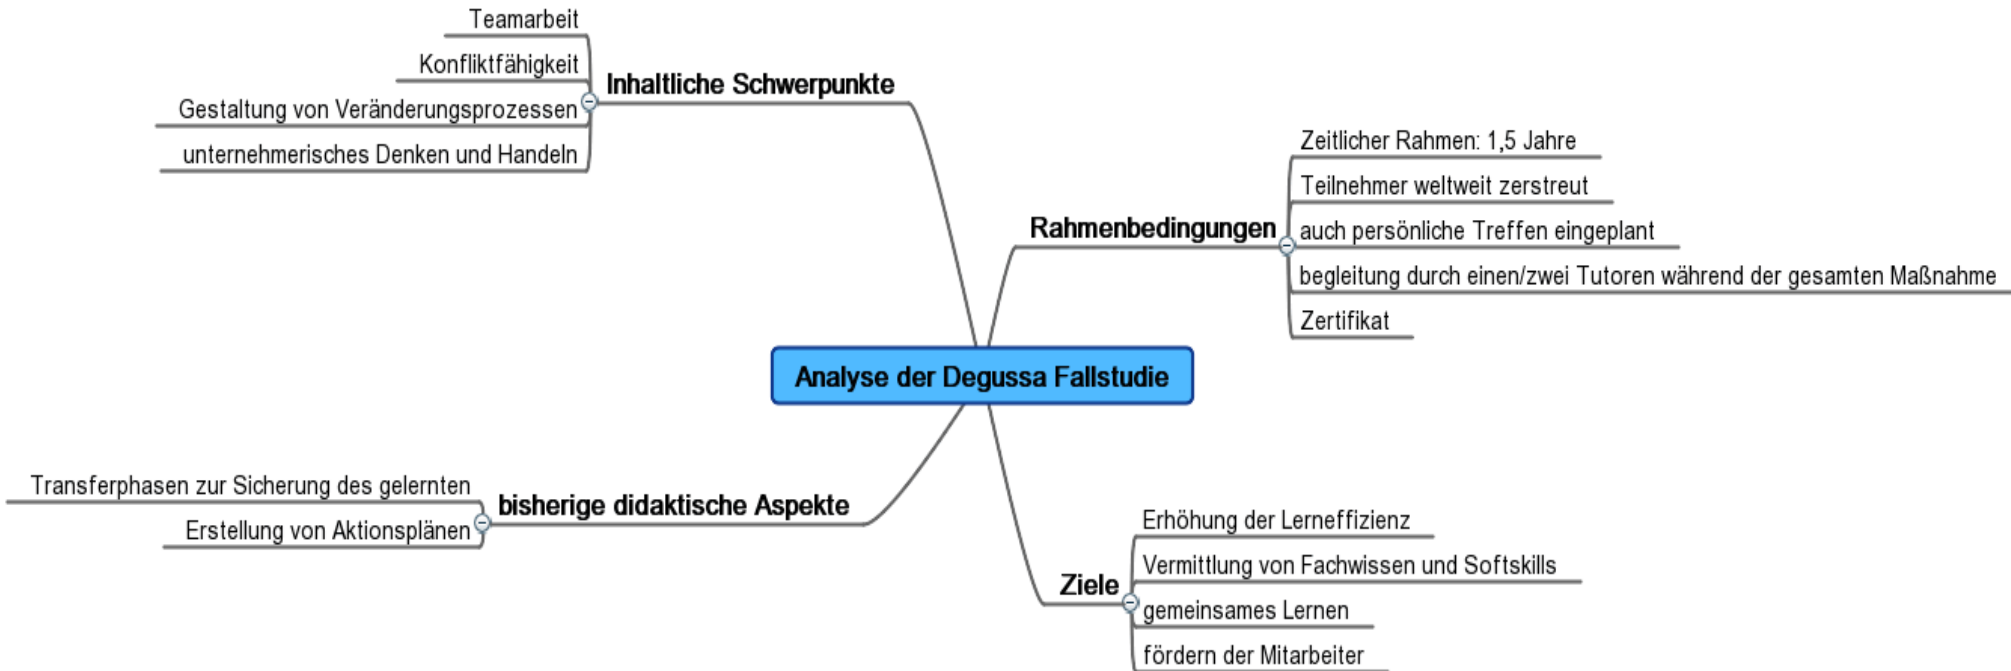 Teamarbeit
Konfliktfähigkeit
Gestaltung von Veränderungsprozessen
unternehmerisches Denken und Handeln
Inhaltliche Schwerpunkte
Rahmenbedingungen
Zeitlicher Rahmen: 1,5 Jahre
Teilnehmer weltweit zerstreut
auch persönliche Treffen eingeplant
begleitung durch einen/zwei Tutoren während der gesamten Maßnahme
Zertifikat
Analyse der Degussa Fallstudie
Transferphasen zur Sicherung des gelernten
Erstellung von Aktionsplänen
bisherige didaktische Aspekte
Ziele
Erhöhung der Lerneffizienz
Vermittlung von Fachwissen und Softskills
gemeinsames Lernen
fördern der Mitarbeiter